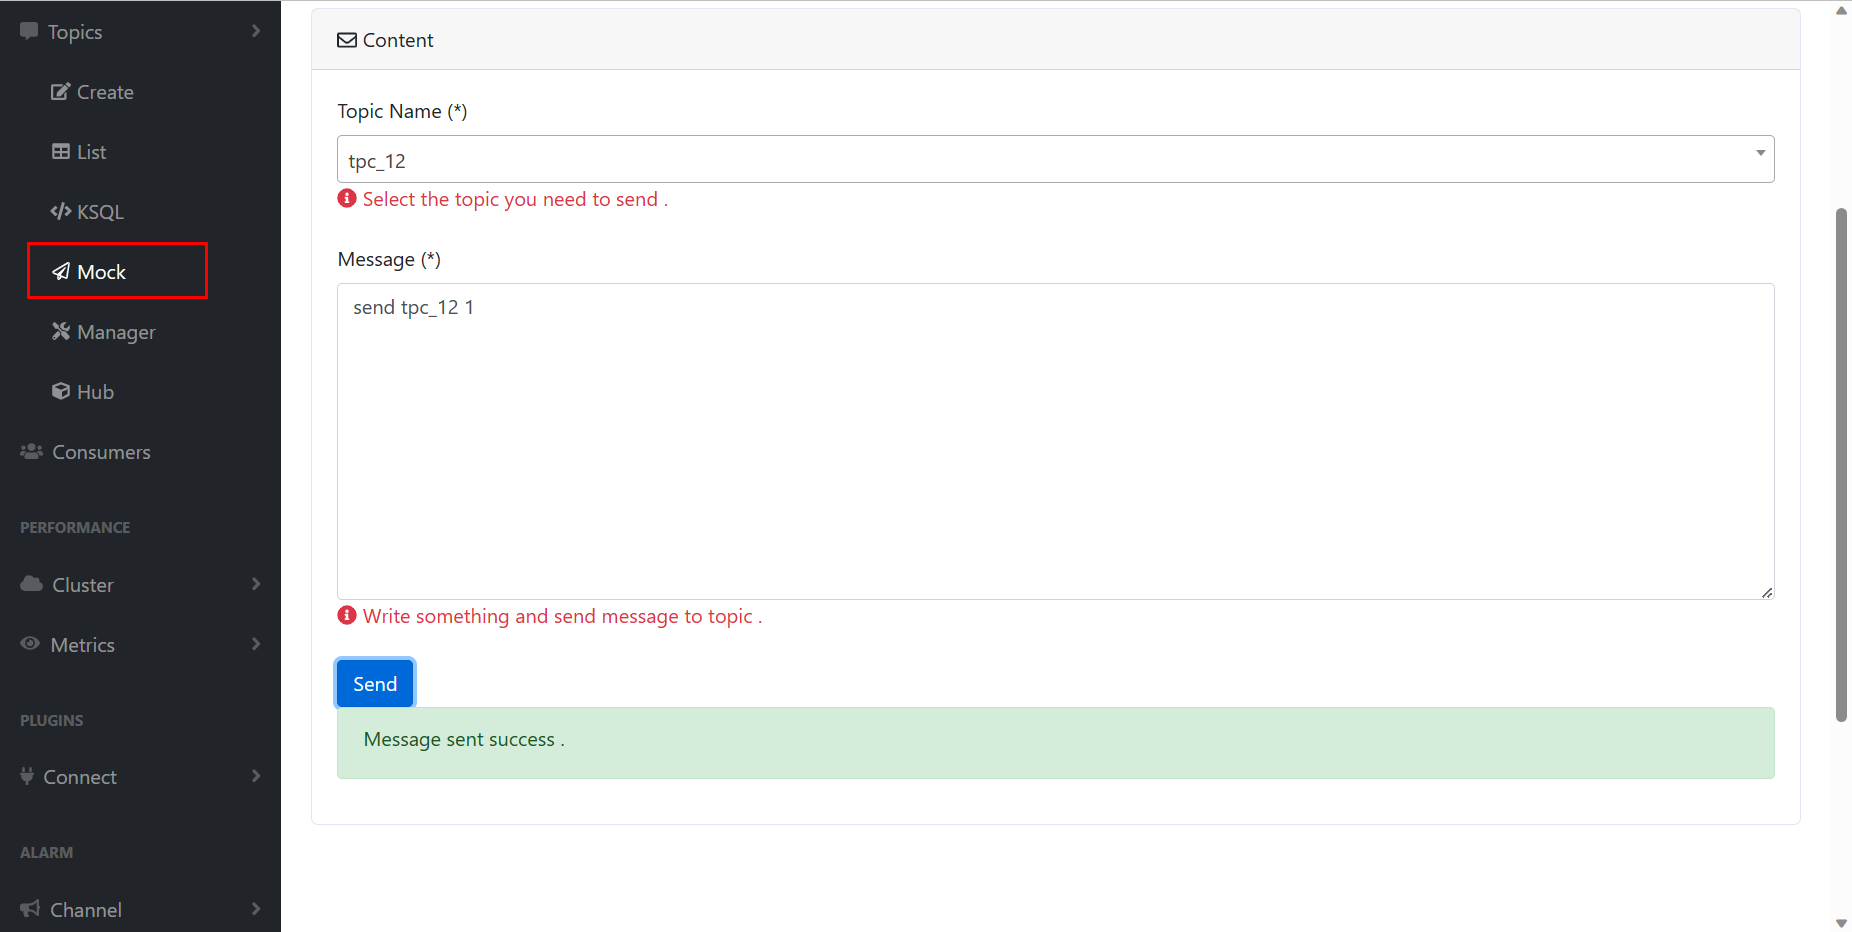 Topics
Create
List
KSQL
Mock
Manager
Hub
Consumers
PERFORMANCE
Cluster
Metrics
PLUGINS
Connect
ALARM
Channel
Content
Topic Name (*)
tpc_12
Select the topic you need to send .
Message (*)
send tpc_12 1
Write something and send message to topic .
Send
Message sent success .